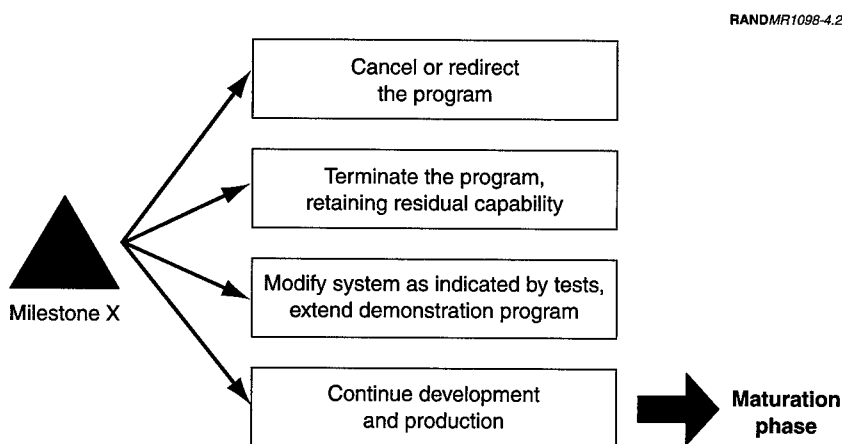 RANDMR1098-4.2
Cancel or redirect
the program
Terminate the program,
retaining residual capability
Modify system as indicated by tests,
extend demonstration program
Milestone X
Continue development
and production
Maturation
phase